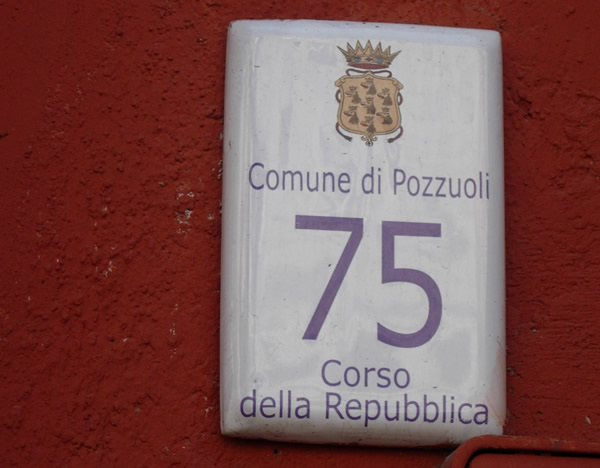 Comune di Pozzuoli
75
Corso
della Repubblica